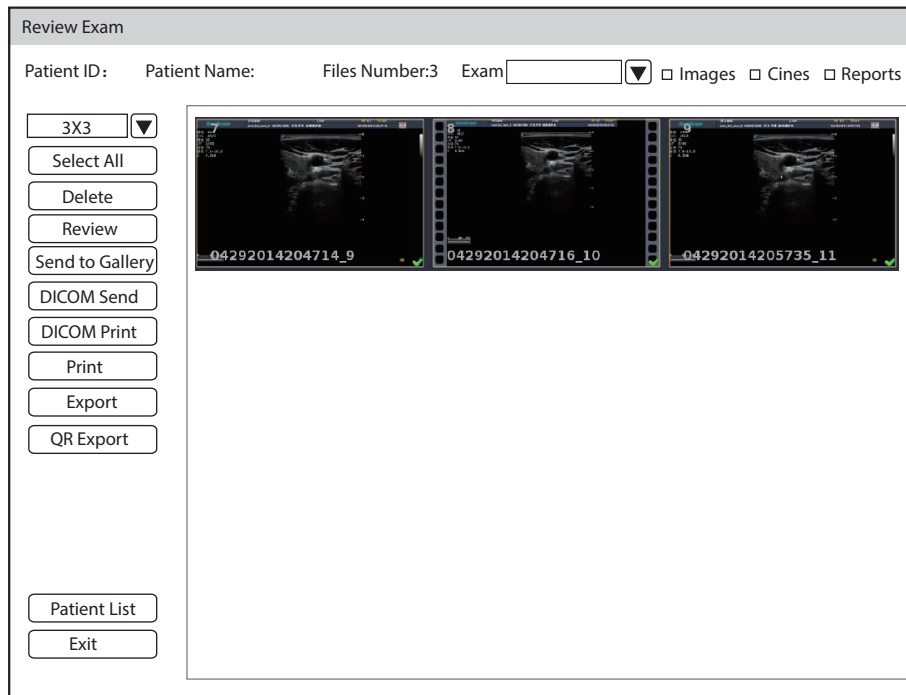 Review Exam
Patient ID： Patient Name: Files Number:3 Exam Images Cines Reports
3X3
Select All
Delete
Review
Send to Gallery
DICOM Send
DICOM Print
Print
Export
QR Export
Patient List
Exit
7 8 9
04292014204714_9 04292014204716_10 04292014205735_11